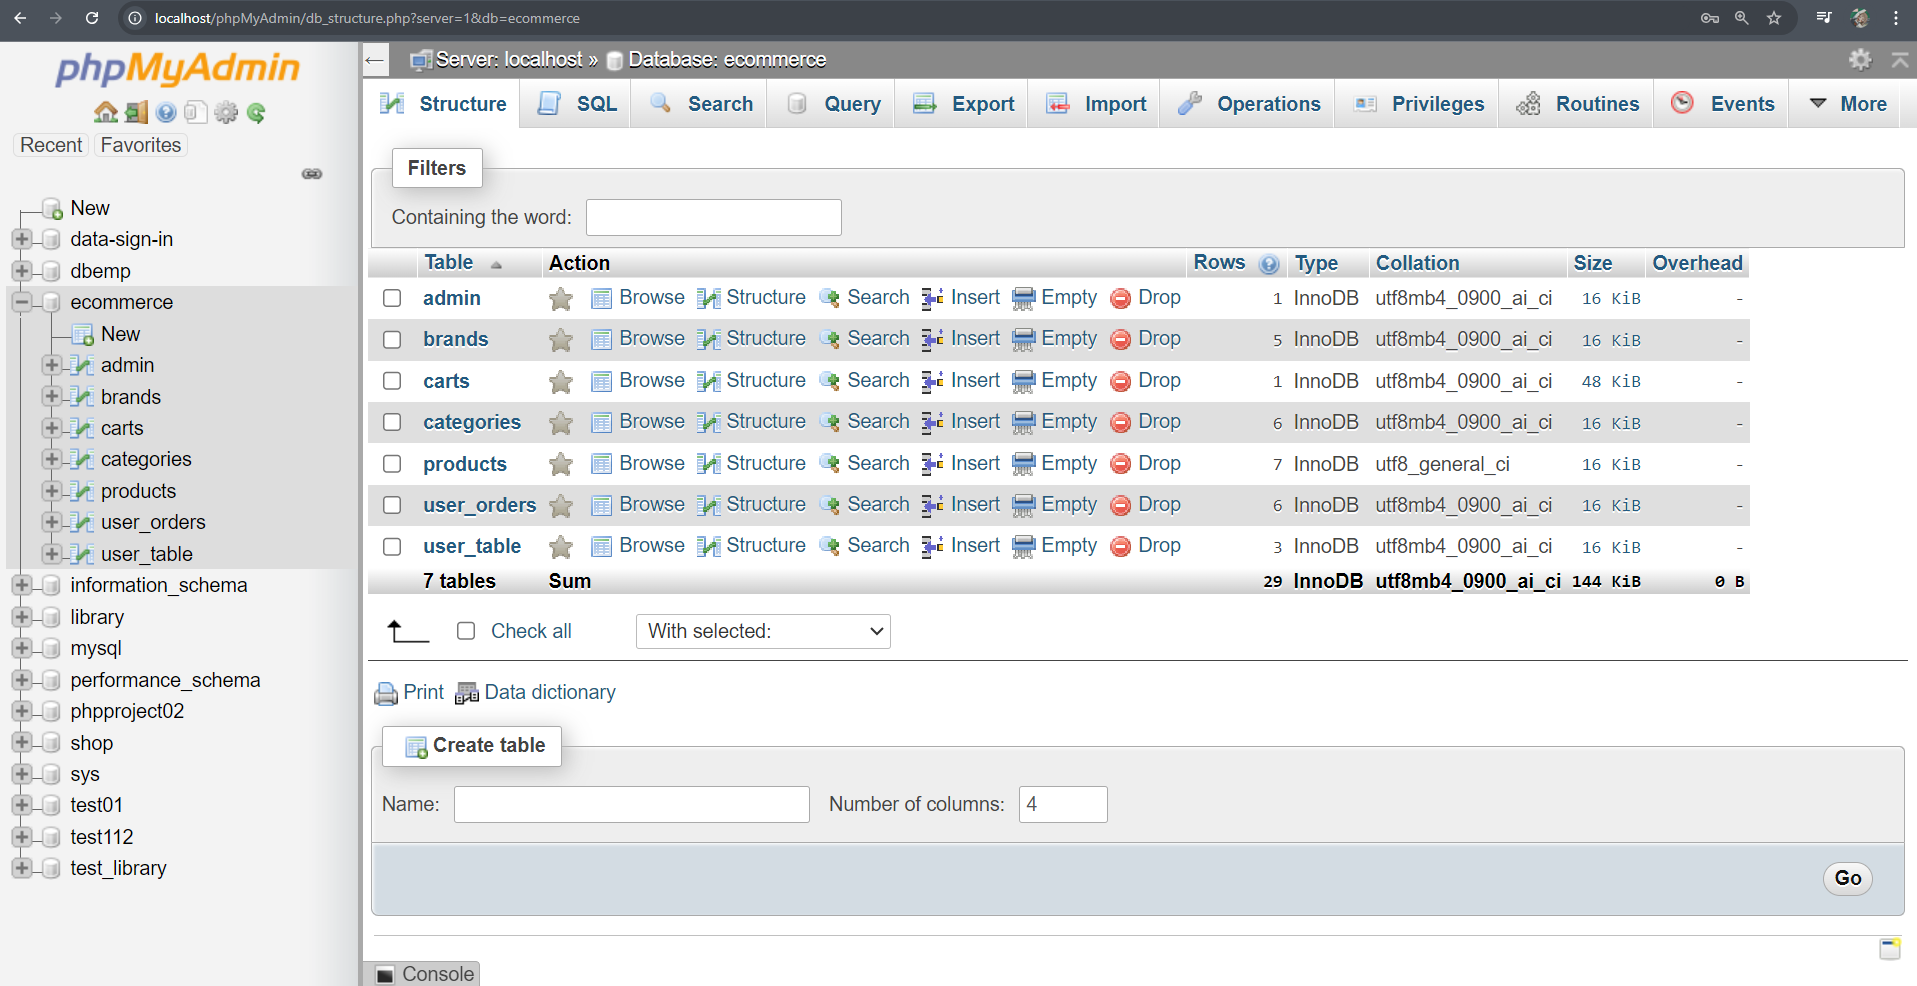 localhost/phpMyAdmin/db_structure.php?server=1&db=ecommerce
phpMyAdmin
Recent Favorites
New
data-sign-in
dbemp
ecommerce
New
admin
brands
carts
categories
products
user_orders
user_table
information_schema
library
mysql
performance_schema
phpproject02
shop
sys
test01
test112
test_library
Server: localhost » Database: ecommerce
Structure SQL Search Query Export Import Operations Privileges Routines Events More
Filters
Containing the word:
Table Action Rows Type Collation Size Overhead
admin Browse Structure Search Insert Empty Drop 1 InnoDB utf8mb4_0900_ai_ci 16 KiB -
brands Browse Structure Search Insert Empty Drop 5 InnoDB utf8mb4_0900_ai_ci 16 KiB -
carts Browse Structure Search Insert Empty Drop 1 InnoDB utf8mb4_0900_ai_ci 48 KiB -
categories Browse Structure Search Insert Empty Drop 6 InnoDB utf8mb4_0900_ai_ci 16 KiB -
products Browse Structure Search Insert Empty Drop 7 InnoDB utf8_general_ci 16 KiB -
user_orders Browse Structure Search Insert Empty Drop 6 InnoDB utf8mb4_0900_ai_ci 16 KiB -
user_table Browse Structure Search Insert Empty Drop 3 InnoDB utf8mb4_0900_ai_ci 16 KiB -
7 tables Sum 29 InnoDB utf8mb4_0900_ai_ci 144 KiB 0 B
Check all With selected:
Print Data dictionary
Create table
Name: Number of columns: 4
Go
Console